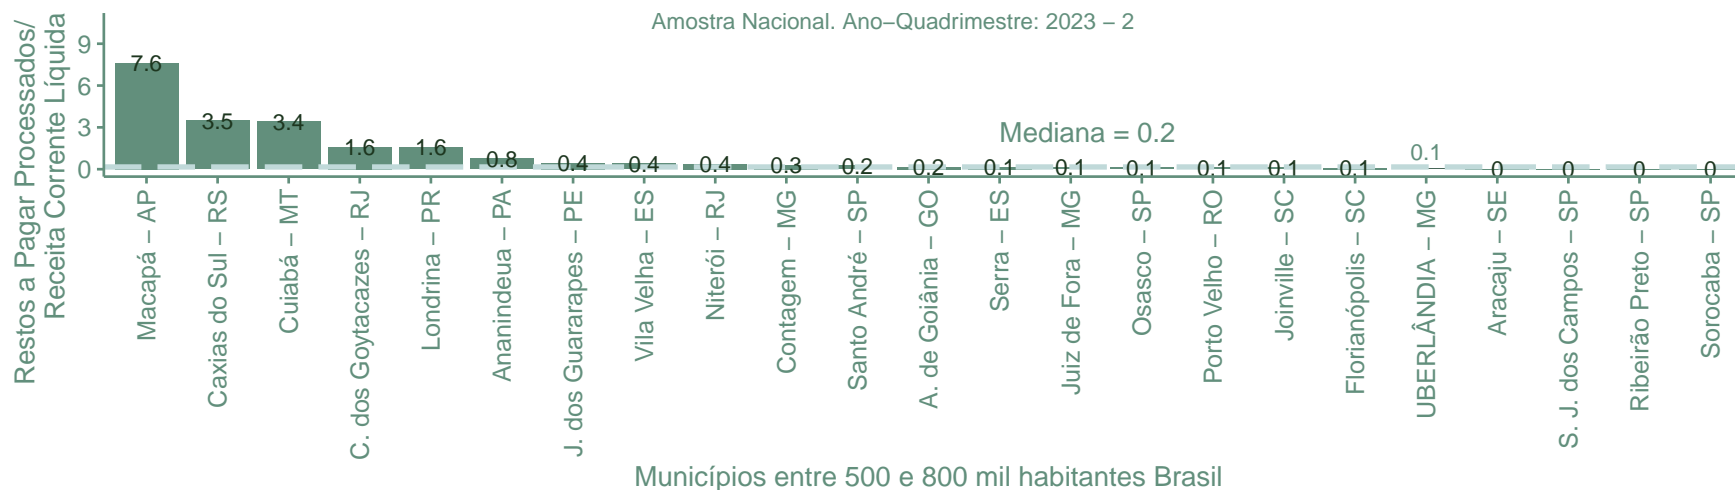 Amostra Nacional. Ano–Quadrimestre: 2023 – 2
Restos a Pagar Processados/
Receita Corrente Líquida
9
6
3
0
7.6
3.5
3.4
1.6
1.6
0.8
0.4
0.4
0.4
0.3
0.2
0.2
0.1
0.1
0.1
0.1
0.1
0.1
0.1
0
0
0
0
Mediana = 0.2
Macapá – AP
Caxias do Sul – RS
Cuiabá – MT
C. dos Goytacazes – RJ
Londrina – PR
Ananindeua – PA
J. dos Guararapes – PE
Vila Velha – ES
Niterói – RJ
Contagem – MG
Santo André – SP
A. de Goiânia – GO
Serra – ES
Juiz de Fora – MG
Osasco – SP
Porto Velho – RO
Joinville – SC
Florianópolis – SC
UBERLÂNDIA – MG
Aracaju – SE
S. J. dos Campos – SP
Ribeirão Preto – SP
Sorocaba – SP
Municípios entre 500 e 800 mil habitantes Brasil